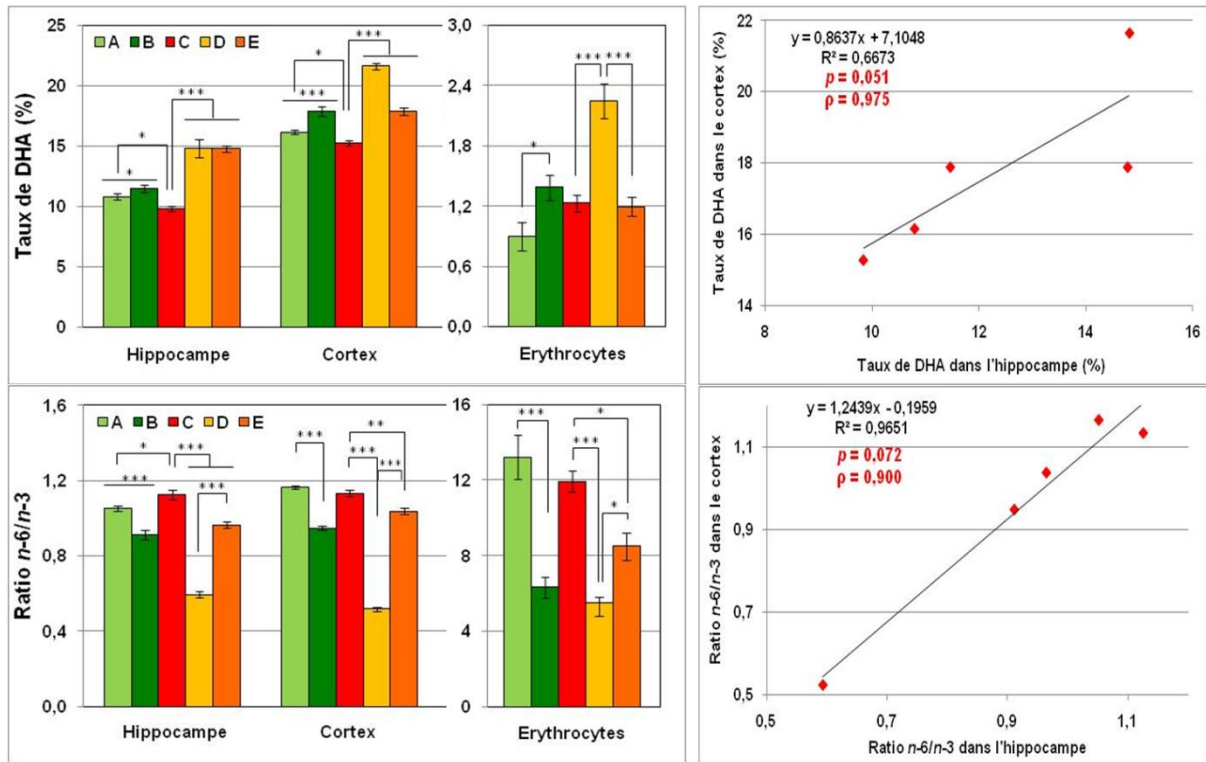 25
20
15
10
5
0
Taux de DHA (%)
A B C D E
*
*
***
***
*
***
Hippocampe
Cortex
3,0
2,4
1,8
1,2
0,6
0,0
*
***
***
Erythrocytes
22
20
18
16
14
Taux de DHA dans le cortex (%)
y = 0,8637x + 7,1048
R² = 0,6673
p = 0,051
ρ = 0,975
8 10 12 14 16
Taux de DHA dans l'hippocampe (%)
1,6
1,2
0,8
0,4
0,0
Ratio n-6/n-3
A B C D E
***
*
***
***
***
**
***
***
Hippocampe
Cortex
16
12
8
4
0
***
*
***
*
Erythrocytes
1,1
0,9
0,7
0,5
Ratio n-6/n-3 dans le cortex
y = 1,2439x - 0,1959
R² = 0,9651
p = 0,072
ρ = 0,900
0,5 0,7 0,9 1,1
Ratio n-6/n-3 dans l'hippocampe